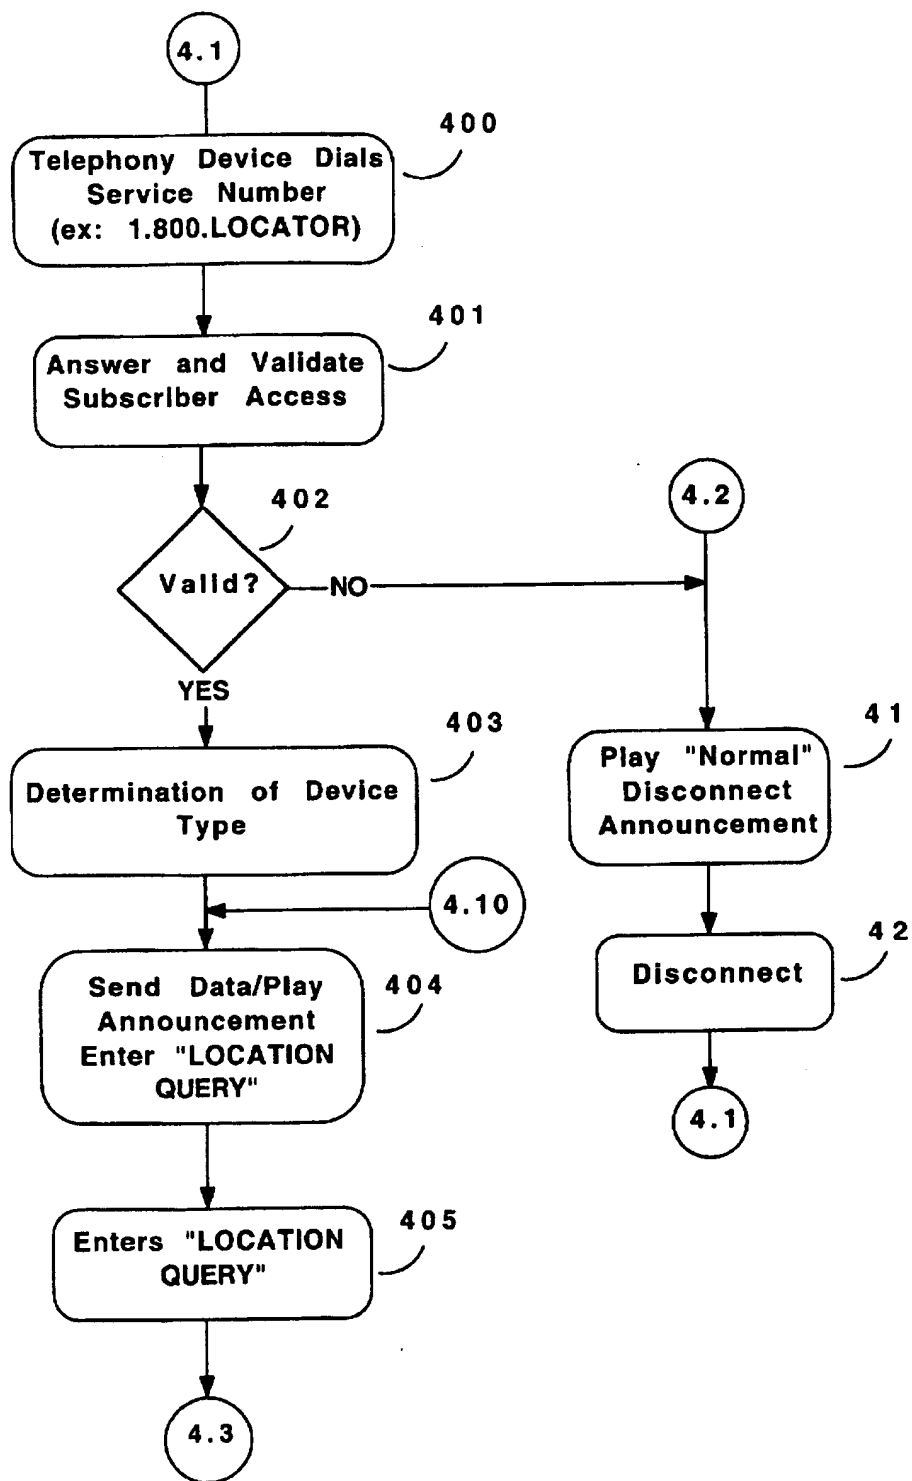 4.1
400
Telephony Device Dials
Service Number
(ex: 1.800.LOCATOR)
401
Answer and Validate
Subscriber Access
402
Valid?
NO
4.2
YES
403
Determination of Device
Type
41
Play "Normal"
Disconnect
Announcement
4.10
404
Send Data/Play
Announcement
Enter "LOCATION
QUERY"
42
Disconnect
4.1
405
Enters "LOCATION
QUERY"
4.3